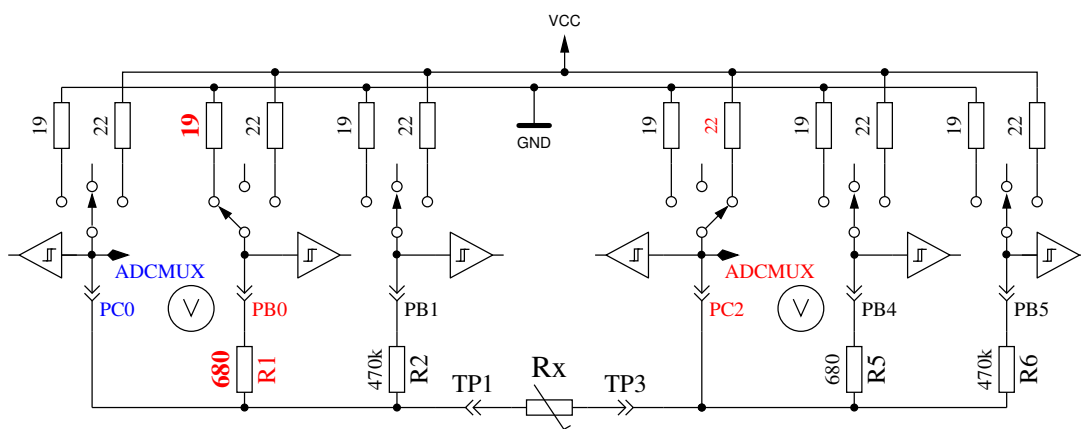 VCC
19
22
19
22
19
22
GND
19
22
19
22
19
22
ADCMUX
ADCMUX
PC0
V
PB0
PB1
PC2
V
PB4
PB5
680
R1
470k
R2
TP1
Rx
TP3
680
R5
470k
R6